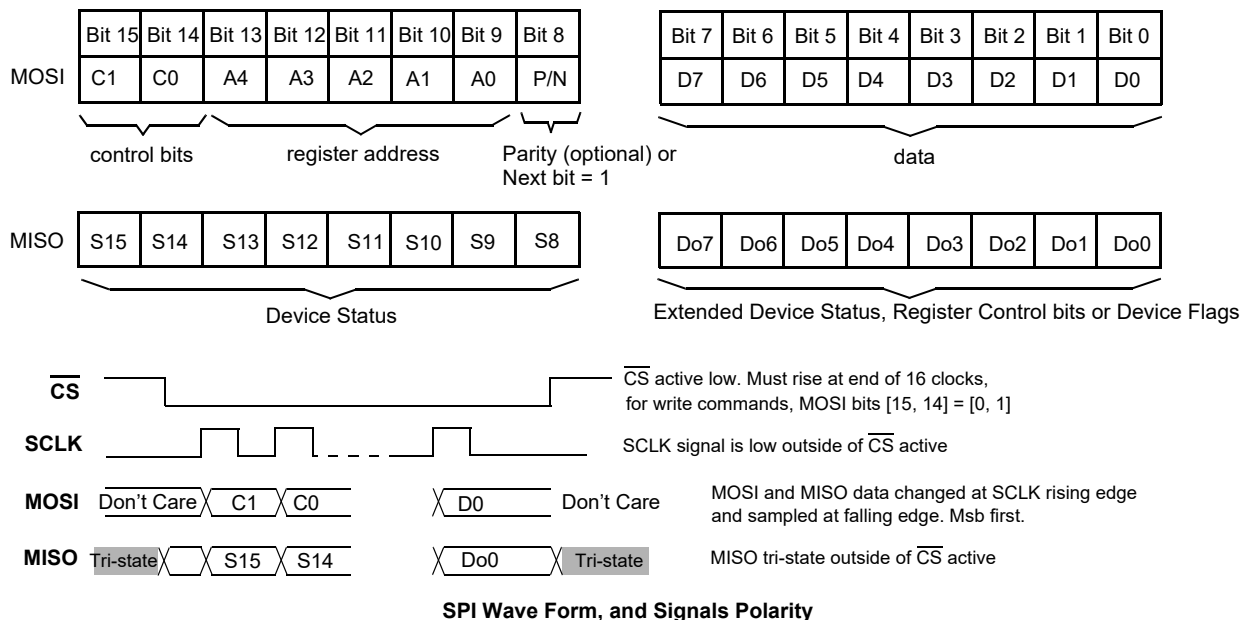 Bit 15 Bit 14 Bit 13 Bit 12 Bit 11 Bit 10 Bit 9 Bit 8 Bit 7 Bit 6 Bit 5 Bit 4 Bit 3 Bit 2 Bit 1 Bit 0
MOSI C1 C0 A4 A3 A2 A1 A0 P/N D7 D6 D5 D4 D3 D2 D1 D0
control bits register address Parity (optional) or data
Next bit = 1
MISO S15 S14 S13 S12 S11 S10 S9 S8 Do7 Do6 Do5 Do4 Do3 Do2 Do1 Do0
Device Status Extended Device Status, Register Control bits or Device Flags
CS CS active low. Must rise at end of 16 clocks,
for write commands, MOSI bits [15, 14] = [0, 1]
SCLK SCLK signal is low outside of CS active
MOSI Don't Care C1 C0 D0 Don't Care MOSI and MISO data changed at SCLK rising edge
and sampled at falling edge. Msb first.
MISO Tri-state S15 S14 Do0 Tri-state MISO tri-state outside of CS active
SPI Wave Form, and Signals Polarity